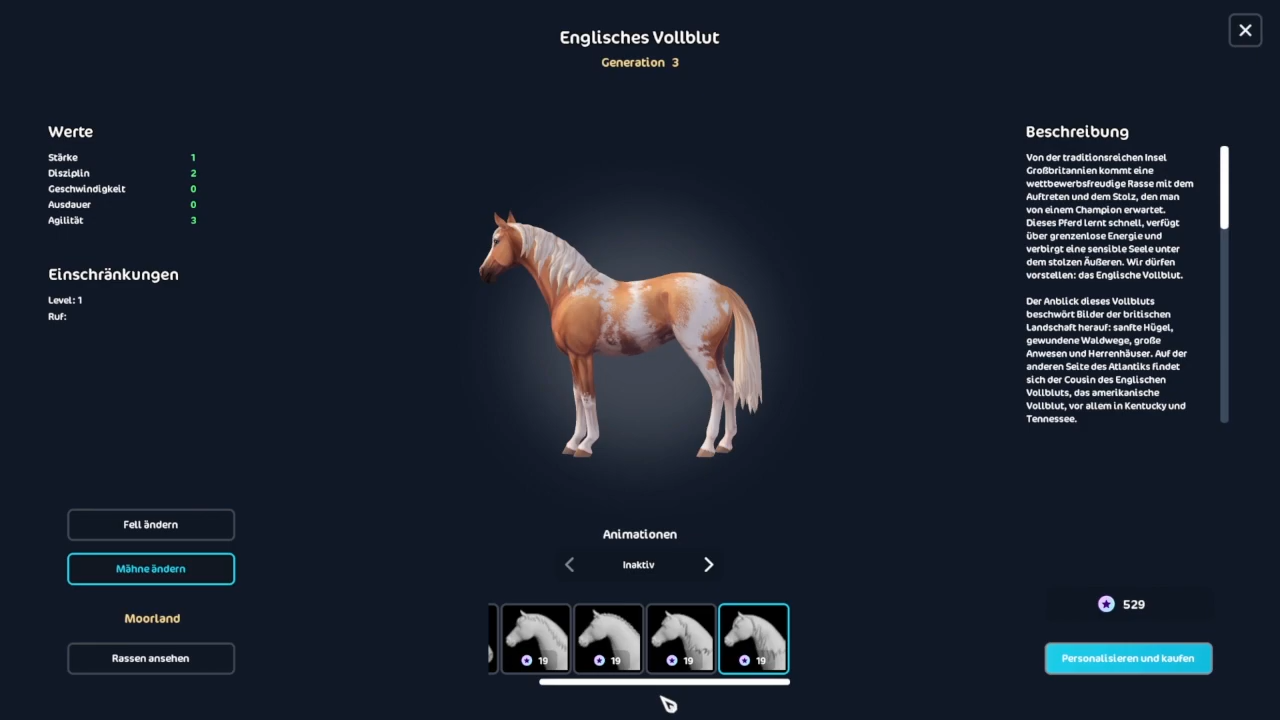 Englisches Vollblut
Generation 3
Werte
Stärke 1
Disziplin 2
Geschwindigkeit 0
Ausdauer 0
Agilität 3
Einschränkungen
Level: 1
Ruf:
Beschreibung
Von der traditionsreichen Insel
Großbritannien kommt eine
wettbewerbsfreudige Rasse mit dem
Auftreten und dem Stolz, den man
von einem Champion erwartet.
Dieses Pferd lernt schnell, verfügt
über grenzenlose Energie und
verbirgt eine sensible Seele unter
dem stolzen Äußeren. Wir dürfen
vorstellen: das Englische Vollblut.
Der Anblick dieses Vollbluts
beschwört Bilder der britischen
Landschaft herauf: sanfte Hügel,
gewundene Waldwege, große
Anwesen und Herrenhäuser. Auf der
anderen Seite des Atlantiks findet
sich der Cousin des Englischen
Vollbluts, das amerikanische
Vollblut, vor allem in Kentucky und
Tennessee.
Fell ändern
Mähne ändern
Moorland
Rassen ansehen
Animationen
Inaktiv
19 19 19 19
529
Personalisieren und kaufen